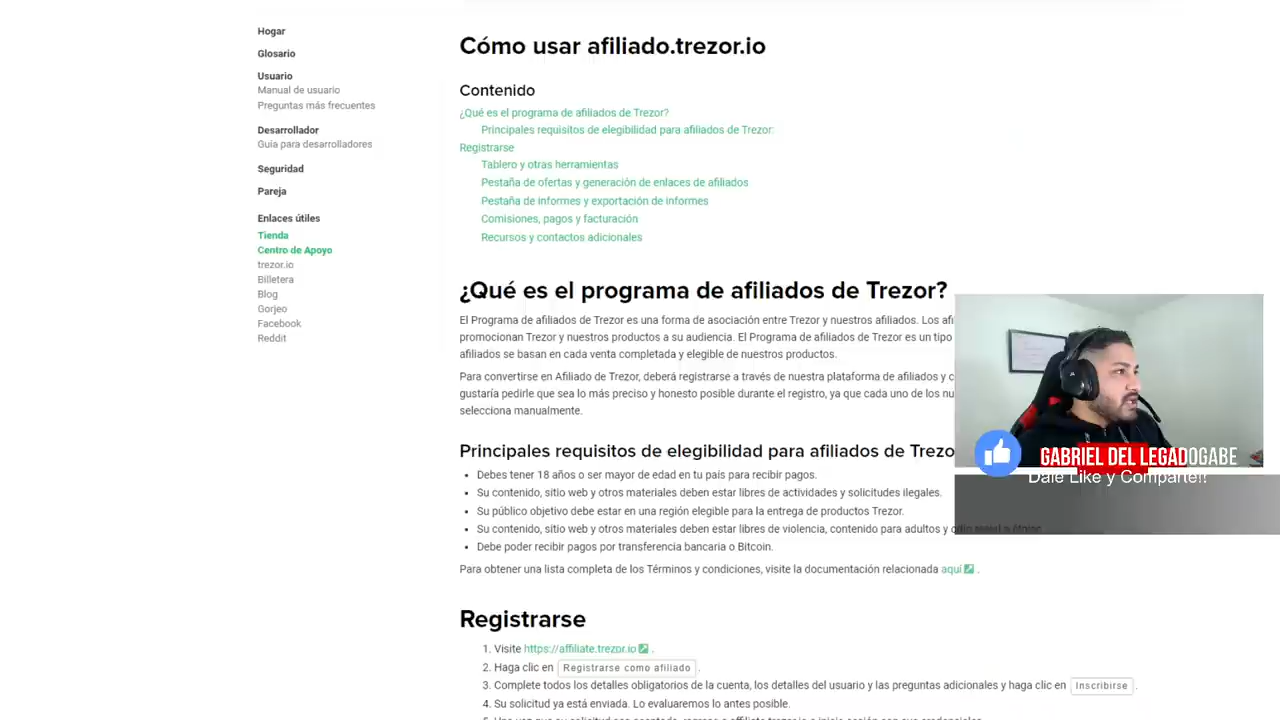 Hogar
Glosario
Usuario
Manual de usuario
Preguntas más frecuentes
Desarrollador
Guía para desarrolladores
Seguridad
Pareja
Enlaces útiles
Tienda
Centro de Apoyo
trezor.io
Billetera
Blog
Gorjeo
Facebook
Reddit
Cómo usar afiliado.trezor.io
Contenido
¿Qué es el programa de afiliados de Trezor?
Principales requisitos de elegibilidad para afiliados de Trezor:
Registrarse
Tablero y otras herramientas
Pestaña de ofertas y generación de enlaces de afiliados
Pestaña de informes y exportación de informes
Comisiones, pagos y facturación
Recursos y contactos adicionales
¿Qué es el programa de afiliados de Trezor?
El Programa de afiliados de Trezor es una forma de asociación entre Trezor y nuestros afiliados. Los
promocionan Trezor y nuestros productos a su audiencia. El Programa de afiliados de Trezor es un tipo
afiliados se basan en cada venta completada y elegible de nuestros productos.
Para convertirse en Afiliado de Trezor, deberá registrarse a través de nuestra plataforma de afiliados y
gustaría pedirle que sea lo más preciso y honesto posible durante el registro, ya que cada uno de los
selecciona manualmente.
Principales requisitos de elegibilidad para afiliados de
Debes tener 18 años o ser mayor de edad en tu país para recibir pagos.
Su contenido, sitio web y otros materiales deben estar libres de actividades y solicitudes ilegales.
Su público objetivo debe estar en una región elegible para la entrega de productos Trezor.
Su contenido, sitio web y otros materiales deben estar libres de violencia, contenido para adultos y
Debe poder recibir pagos por transferencia bancaria o Bitcoin.
Para obtener una lista completa de los Términos y condiciones, visite la documentación relacionada aquí .
GABRIEL DEL LEGADOGABE
Dale Like y Comparte!!
Registrarse
1. Visite https://affiliate.trezor.io .
2. Haga clic en Registrarse como afiliado .
3. Complete todos los detalles obligatorios de la cuenta, los detalles del usuario y las preguntas adicionales y haga clic en Inscribirse .
4. Su solicitud ya está enviada. Lo evaluaremos lo antes posible.